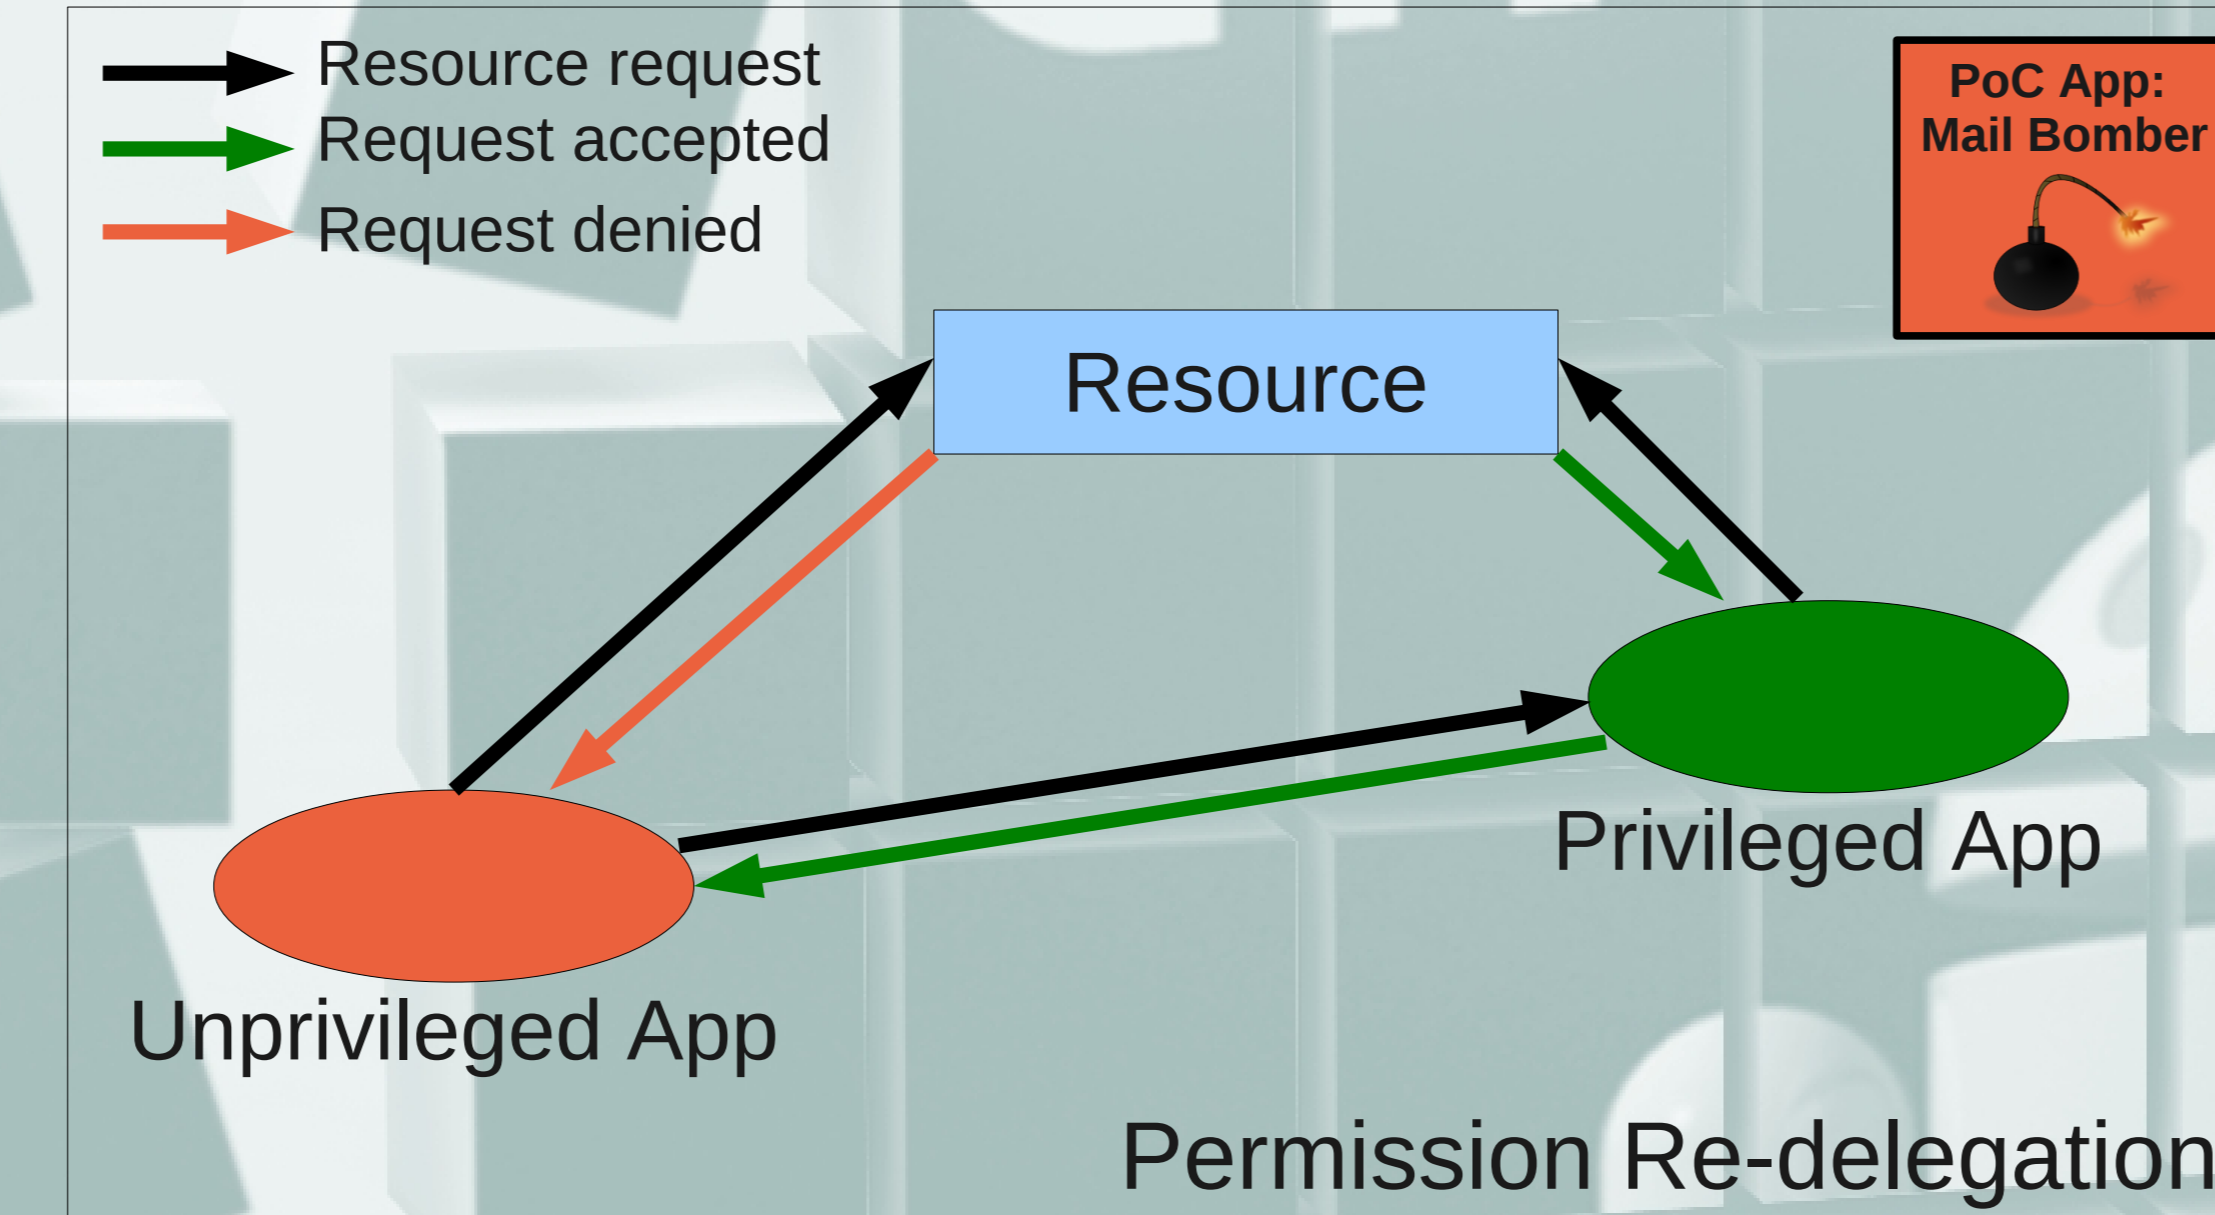 Resource request
Request accepted
Request denied
PoC App:
Mail Bomber
Resource
Privileged App
Unprivileged App
Permission Re-delegation